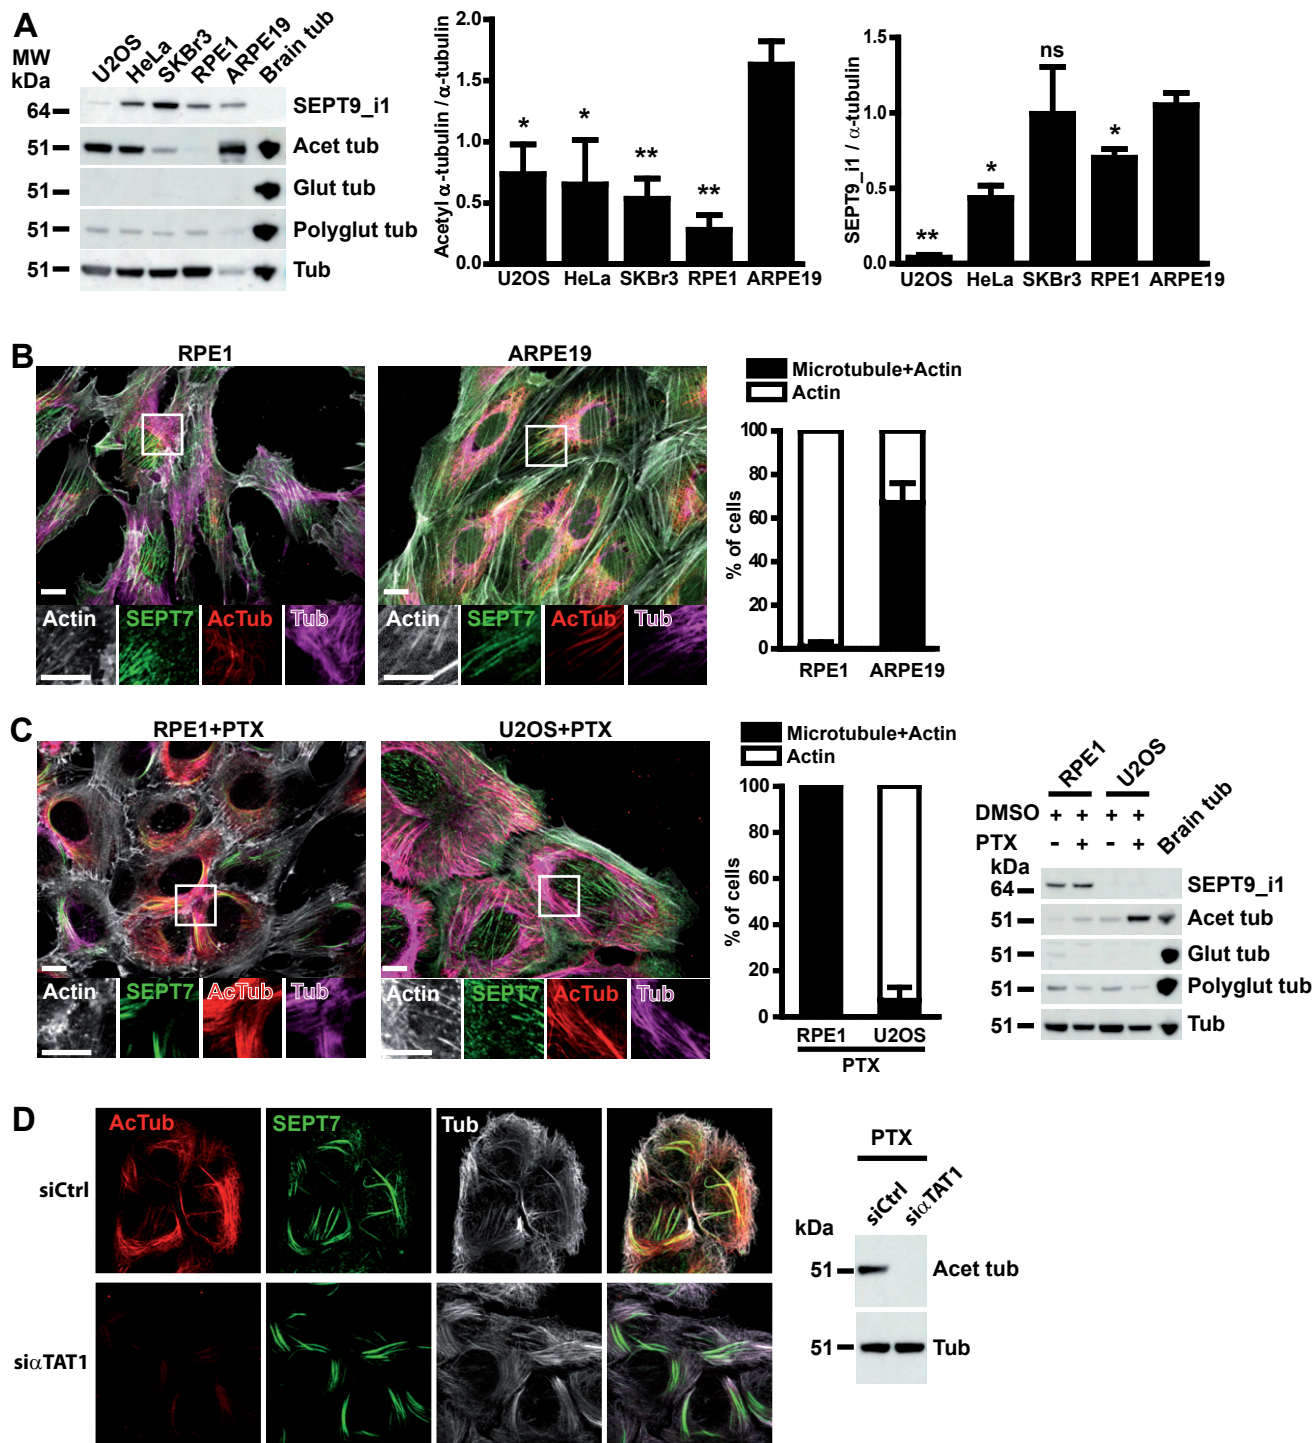 A
MW
kDa
U2OS
HeLa
SKBr3
RPE1
ARPE19
Brain tub
64
SEPT9_i1
51
Acet tub
51
Glut tub
51
Polyglut tub
51
Tub
Acetyl α-tubulin / α-tubulin
2.0
1.5
1.0
0.5
0.0
*
*
**
**
U2OS HeLa SKBr3 RPE1 ARPE19
SEPT9_i1 / α-tubulin
1.5
1.0
0.5
0.0
**
*
ns
*
U2OS HeLa SKBr3 RPE1 ARPE19
B
RPE1
Actin
SEPT7
AcTub
Tub
ARPE19
Actin
SEPT7
AcTub
Tub
Microtubule+Actin
Actin
% of cells
100
80
60
40
20
0
RPE1 ARPE19
C
RPE1+PTX
Actin
SEPT7
AcTub
Tub
U2OS+PTX
Actin
SEPT7
AcTub
Tub
Microtubule+Actin
Actin
% of cells
100
80
60
40
20
0
RPE1 U2OS
PTX
RPE1
U2OS
Brain tub
DMSO + + + +
PTX - + - +
kDa
64
SEPT9_i1
51
Acet tub
51
Glut tub
51
Polyglut tub
51
Tub
D
AcTub
SEPT7
Tub
siCtrl
siαTAT1
PTX
siCtrl
siαTAT1
kDa
51
Acet tub
51
Tub